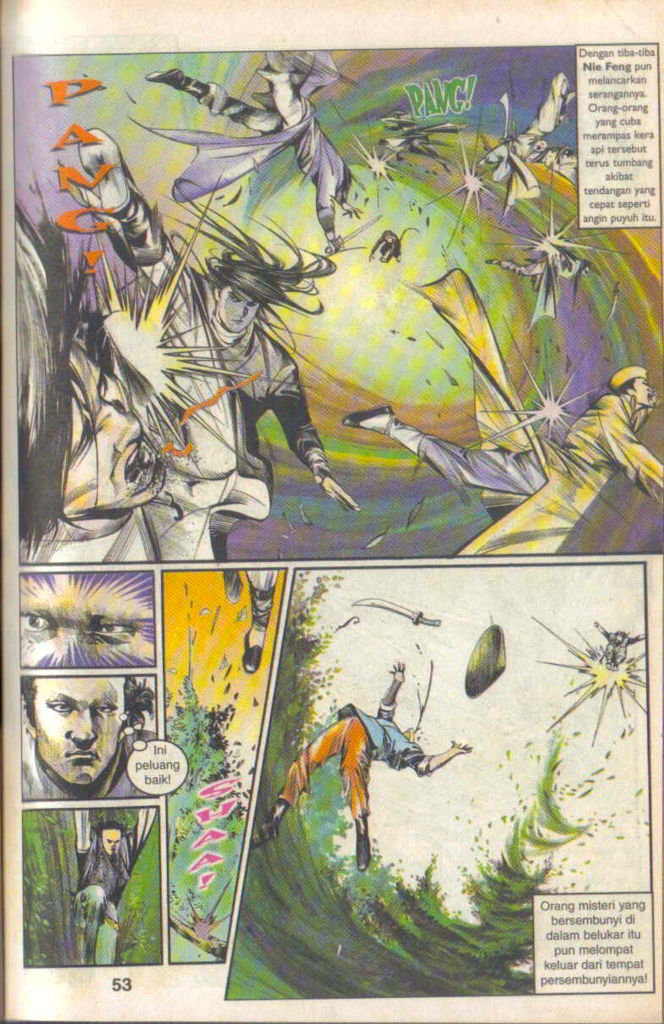 PANG!
PANG!
Dengan tiba-tiba
Nie Feng pun
melancarkan
serangannya.
Orang-orang
yang cuba
merampas kera
api tersebut
terus tumbang
akibat
tendangan yang
cepat seperti
angin puyuh itu.
Ini
peluang
baik!
SWAA!
Orang misteri yang
bersembunyi di
dalam belukar itu
pun melompat
keluar dari tempat
persembunyiannya!
53